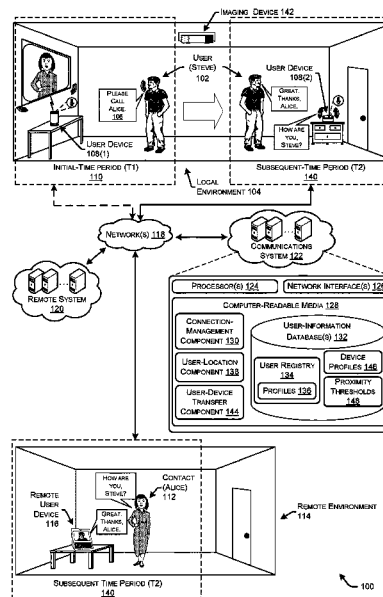 IMAGING DEVICE 142
USER
(STEVE)
102
USER DEVICE
108(2)
PLEASE
CALL
ALICE.
106
GREAT.
THANKS,
ALICE.
HOW ARE
YOU,
STEVE?
USER DEVICE
108(1)
INITIAL-TIME PERIOD (T1)
110
SUBSEQUENT-TIME PERIOD (T2)
140
LOCAL
ENVIRONMENT 104
NETWORK(S) 118
COMMUNICATIONS
SYSTEM 122
REMOTE SYSTEM
120
PROCESSOR(S) 124
NETWORK INTERFACE(S) 126
COMPUTER-READABLE MEDIA 128
CONNECTION-
MANAGEMENT
COMPONENT 130
USER-INFORMATION
DATABASE(S) 132
USER-LOCATION
COMPONENT 138
USER REGISTRY
134
PROFILES 136
DEVICE
PROFILES 146
PROXIMITY
THRESHOLDS
148
USER-DEVICE
TRANSFER
COMPONENT 144
HOW ARE
YOU,
STEVE?
CONTACT
(ALICE)
112
REMOTE
USER
DEVICE
116
GREAT.
THANKS,
ALICE.
REMOTE ENVIRONMENT
114
SUBSEQUENT TIME PERIOD (T2)
140
100